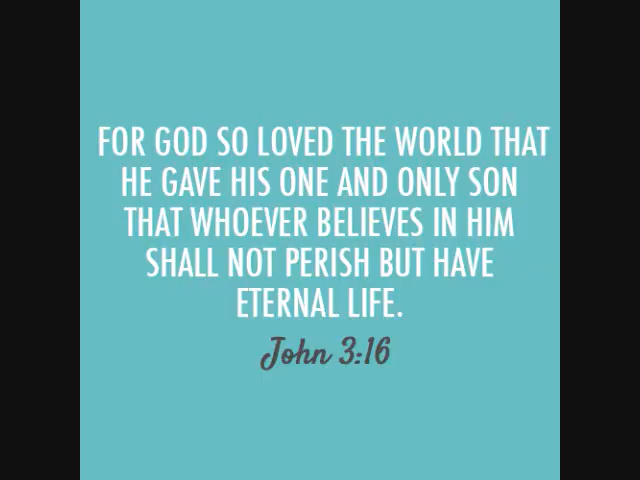 FOR GOD SO LOVED THE WORLD THAT
HE GAVE HIS ONE AND ONLY SON
THAT WHOEVER BELIEVES IN HIM
SHALL NOT PERISH BUT HAVE
ETERNAL LIFE.
John 3:16